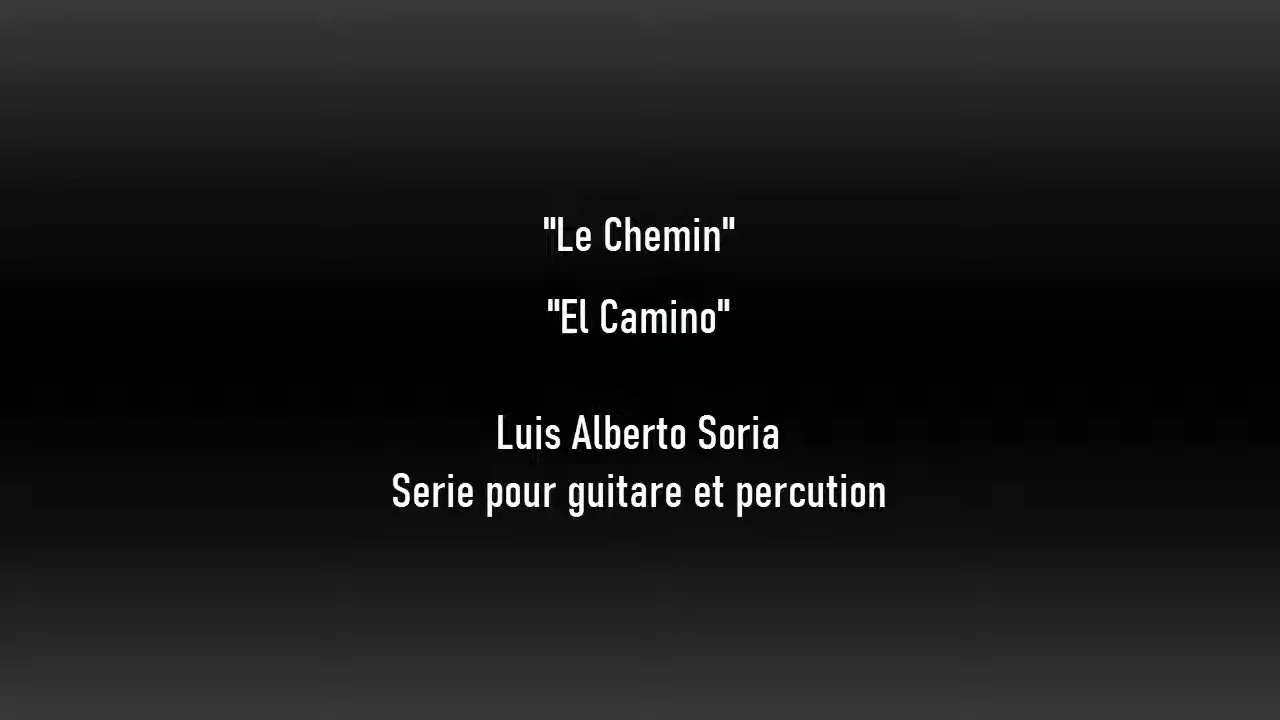 "Le Chemin"
"El Camino"
Luis Alberto Soria
Serie pour guitare et percution